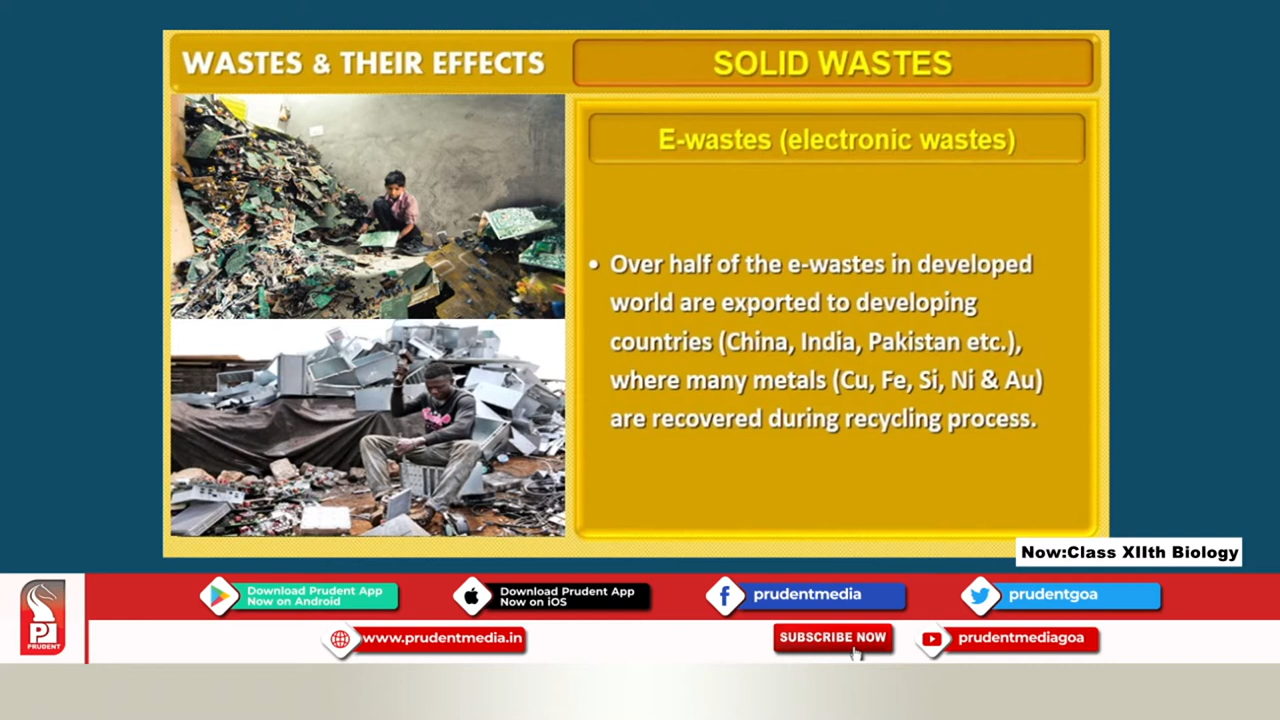 WASTES & THEIR EFFECTS
SOLID WASTES
E-wastes (electronic wastes)
• Over half of the e-wastes in developed
world are exported to developing
countries (China, India, Pakistan etc.),
where many metals (Cu, Fe, Si, Ni & Au)
are recovered during recycling process.
Now:Class XIIth Biology
Download Prudent App
Now on Android
Download Prudent App
Now on iOS
prudentmedia
prudentgoa
PRUDENT
www.prudentmedia.in
SUBSCRIBE NOW
prudentmediagoa